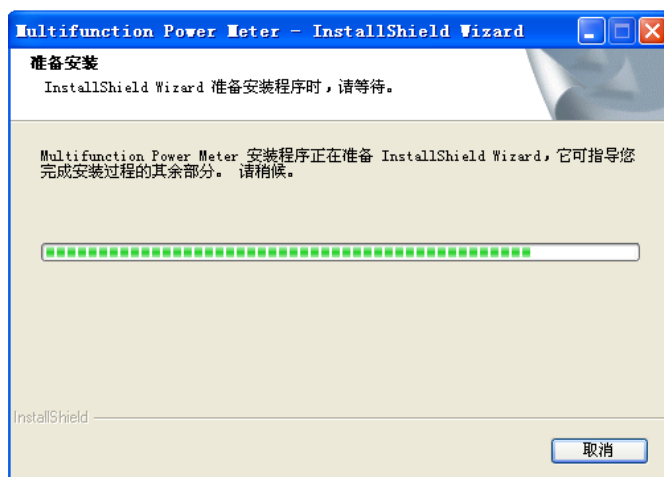 Multifunction Power Meter - InstallShield Wizard
准备安装
InstallShield Wizard 准备安装程序时，请等待。
Multifunction Power Meter 安装程序正在准备 InstallShield Wizard，它可指导您
完成安装过程的其余部分。 请稍候。
InstallShield
取消